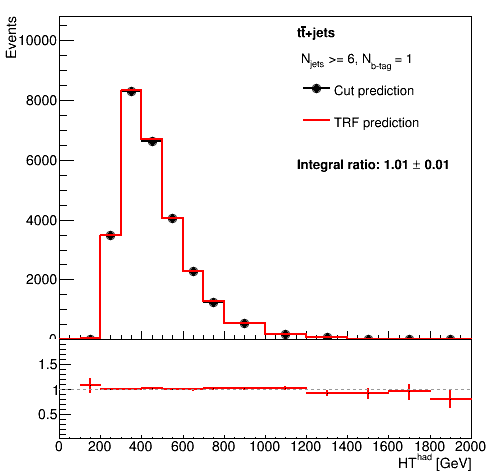 Events
10000
8000
6000
4000
2000
0
tt̄+jets
N_jets >= 6, N_b-tag = 1
Cut prediction
TRF prediction
Integral ratio: 1.01 ± 0.01
1.5
1
0.5
0 200 400 600 800 1000 1200 1400 1600 1800 2000
HT^had [GeV]